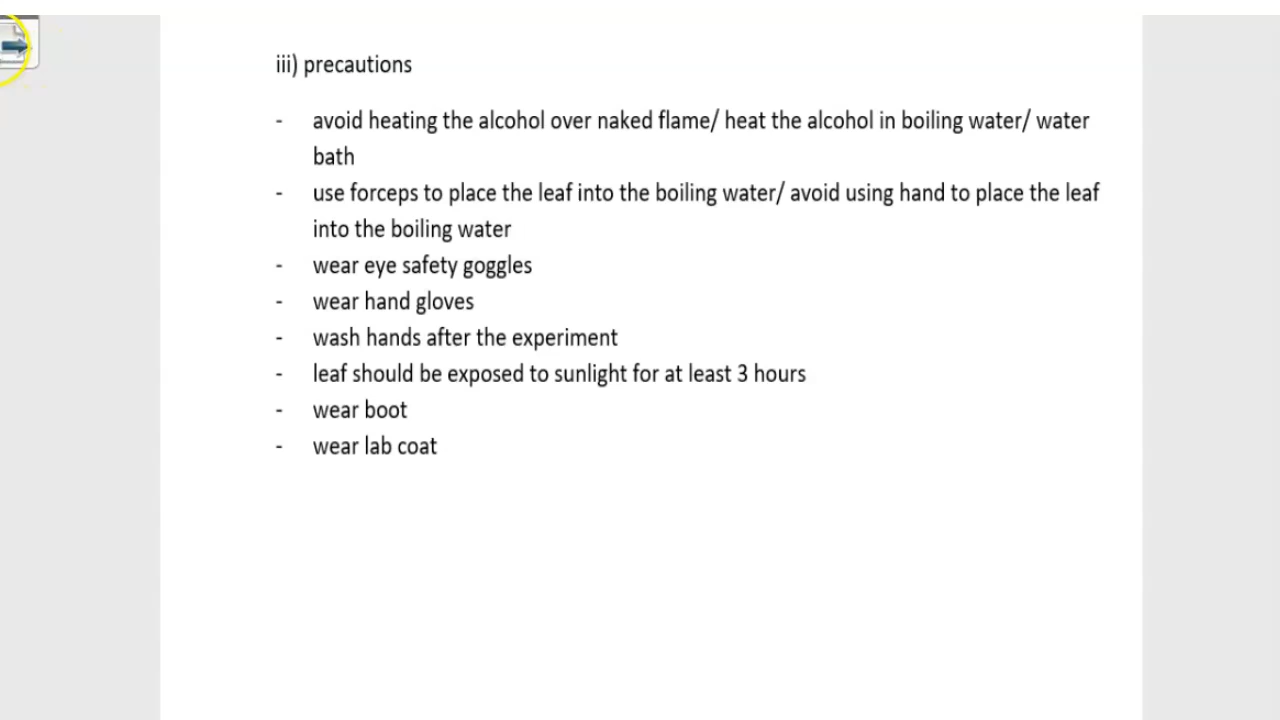 iii) precautions
- avoid heating the alcohol over naked flame/ heat the alcohol in boiling water/ water
bath
- use forceps to place the leaf into the boiling water/ avoid using hand to place the leaf
into the boiling water
- wear eye safety goggles
- wear hand gloves
- wash hands after the experiment
- leaf should be exposed to sunlight for at least 3 hours
- wear boot
- wear lab coat